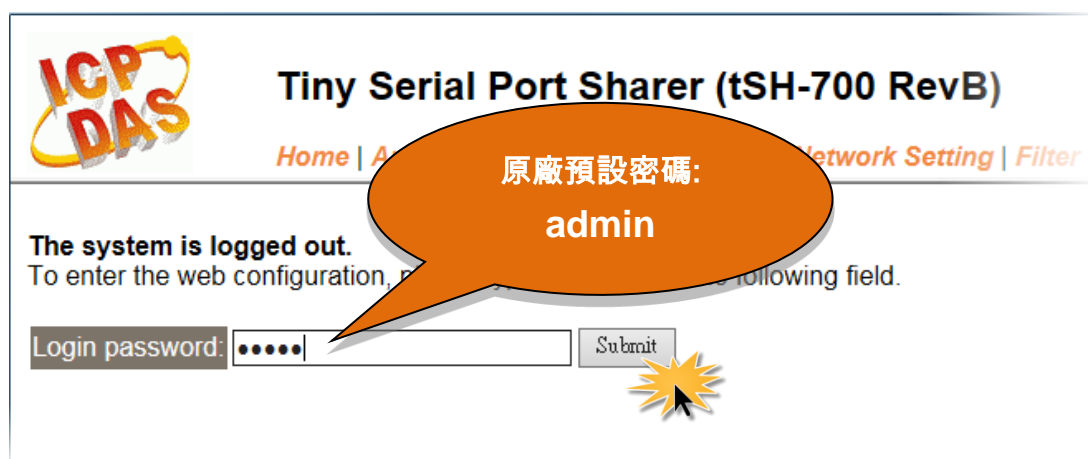 ICP
DAS
Tiny Serial Port Sharer (tSH-700 RevB)
Home | Network Setting | Filter
原廠預設密碼:
admin
The system is logged out.
To enter the web configuration, following field.
Login password: •••••
Submit